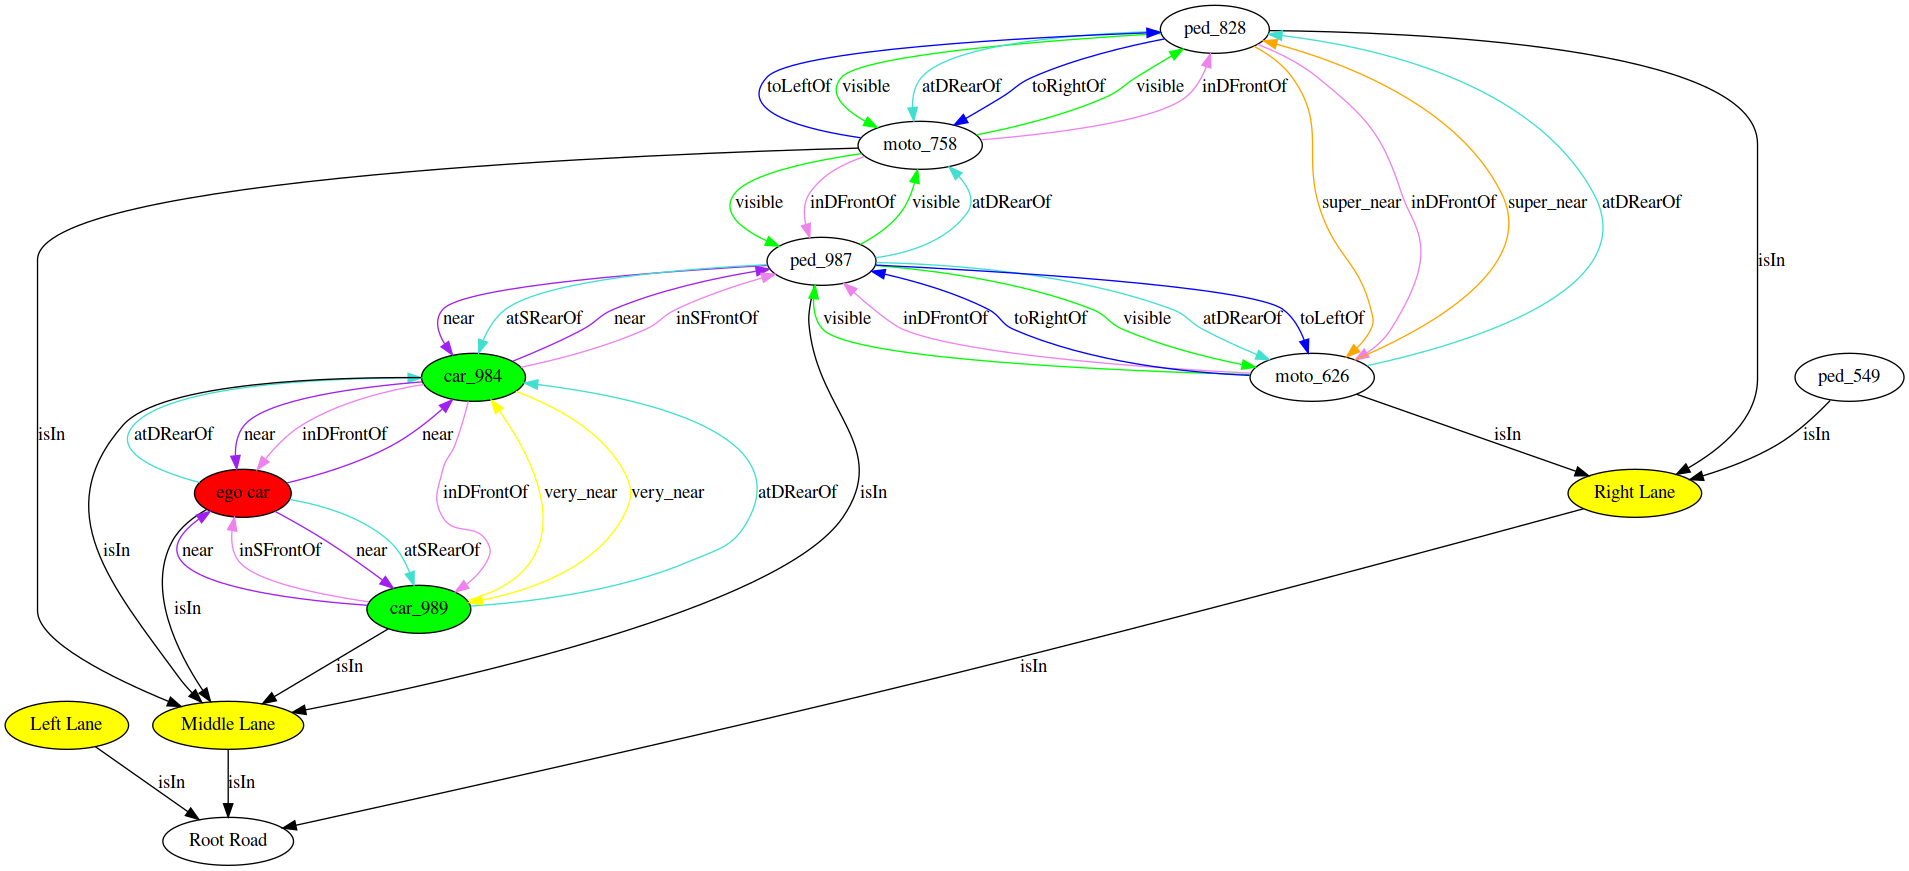 ped_828
toLeftOf
visible
atDRearOf
toRightOf
visible
inDFrontOf
moto_758
visible
inDFrontOf
visible
atDRearOf
super_near
inDFrontOf
super_near
atDRearOf
isIn
ped_987
near
atSRearOf
near
inSFrontOf
visible
inDFrontOf
toRightOf
visible
atDRearOf
toLeftOf
car_984
moto_626
ped_549
isIn
atDRearOf
near
inDFrontOf
near
isIn
isIn
ego car
inDFrontOf
very_near
very_near
atDRearOf
isIn
Right Lane
isIn
near
inSFrontOf
near
atSRearOf
isIn
car_989
isIn
isIn
Left Lane
Middle Lane
isIn
isIn
Root Road